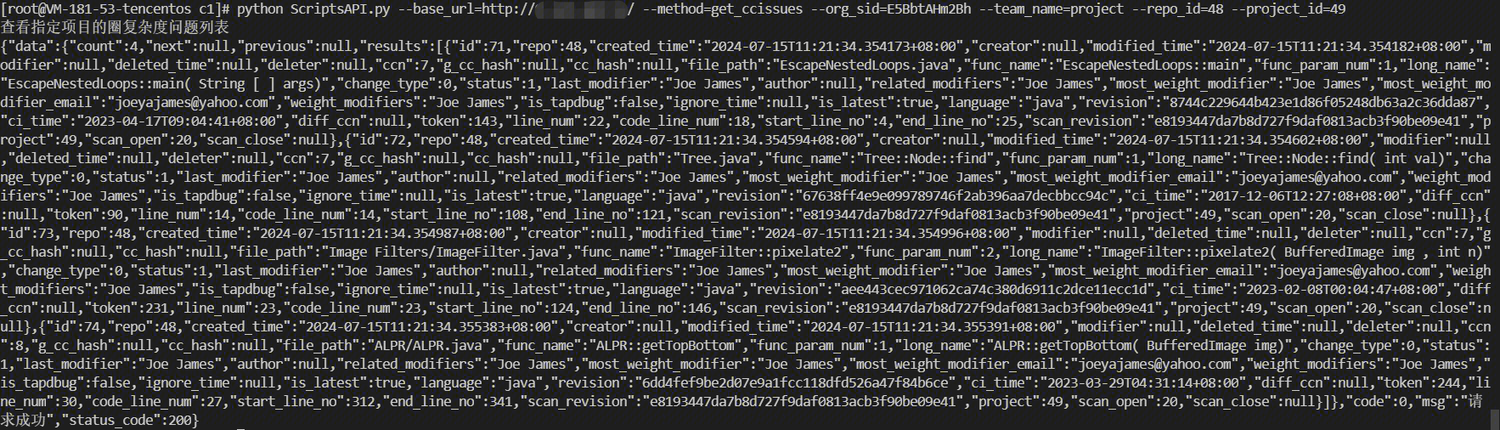 [root@VM-181-53-tencentos c1]# python ScriptsAPI.py --base_url=http:// / --method=get_ccissues --org_sid=E5BbtAHm2Bh --team_name=project --repo_id=48 --project_id=49
查看指定项目的圈复杂度问题列表
{"data":{"count":4,"next":null,"previous":null,"results":[{"id":71,"repo":48,"created_time":"2024-07-15T11:21:34.354173+08:00","creator":null,"modified_time":"2024-07-15T11:21:34.354182+08:00","m
odifier":null,"deleted_time":null,"deleter":null,"ccn":7,"g_cc_hash":null,"cc_hash":null,"file_path":"EscapeNestedLoops.java","func_name":"EscapeNestedLoops::main","func_param_num":1,"long_name":
"EscapeNestedLoops::main( String [ ] args)","change_type":0,"status":1,"last_modifier":"Joe James","author":null,"related_modifiers":"Joe James","most_weight_modifier":"Joe James","most_weight_mo
difier_email":"joeyajames@yahoo.com","weight_modifiers":"Joe James","is_tapdbug":false,"ignore_time":null,"is_latest":true,"language":"java","revision":"8744c229644b423e1d86f05248db63a2c36dda87",
"ci_time":"2023-04-17T09:04:41+08:00","diff_ccn":null,"token":143,"line_num":22,"code_line_num":18,"start_line_no":4,"end_line_no":25,"scan_revision":"e8193447da7b8d727f9daf0813acb3f90be09e41","p
roject":49,"scan_open":20,"scan_close":null},{"id":72,"repo":48,"created_time":"2024-07-15T11:21:34.354594+08:00","creator":null,"modified_time":"2024-07-15T11:21:34.354602+08:00","modifier":null
,"deleted_time":null,"deleter":null,"ccn":7,"g_cc_hash":null,"cc_hash":null,"file_path":"Tree.java","func_name":"Tree::Node::find","func_param_num":1,"long_name":"Tree::Node::find( int val)","cha
nge_type":0,"status":1,"last_modifier":"Joe James","author":null,"related_modifiers":"Joe James","most_weight_modifier":"Joe James","most_weight_modifier_email":"joeyajames@yahoo.com","weight_mod
ifiers":"Joe James","is_tapdbug":false,"ignore_time":null,"is_latest":true,"language":"java","revision":"67638ff4e9e099789746f2ab396aa7decbbcc94c","ci_time":"2017-12-06T12:27:08+08:00","diff_ccn"
:null,"token":90,"line_num":14,"code_line_num":14,"start_line_no":108,"end_line_no":121,"scan_revision":"e8193447da7b8d727f9daf0813acb3f90be09e41","project":49,"scan_open":20,"scan_close":null},{
"id":73,"repo":48,"created_time":"2024-07-15T11:21:34.354987+08:00","creator":null,"modified_time":"2024-07-15T11:21:34.354996+08:00","modifier":null,"deleted_time":null,"deleter":null,"ccn":7,"g
_cc_hash":null,"cc_hash":null,"file_path":"Image Filters/ImageFilter.java","func_name":"ImageFilter::pixelate2","func_param_num":2,"long_name":"ImageFilter::pixelate2( BufferedImage img , int n)"
,"change_type":0,"status":1,"last_modifier":"Joe James","author":null,"related_modifiers":"Joe James","most_weight_modifier":"Joe James","most_weight_modifier_email":"joeyajames@yahoo.com","weigh
t_modifiers":"Joe James","is_tapdbug":false,"ignore_time":null,"is_latest":true,"language":"java","revision":"aee443cec971062ca74c380d6911c2dce11ecc1d","ci_time":"2023-02-08T00:04:47+08:00","diff
_ccn":null,"token":231,"line_num":23,"code_line_num":23,"start_line_no":124,"end_line_no":146,"scan_revision":"e8193447da7b8d727f9daf0813acb3f90be09e41","project":49,"scan_open":20,"scan_close":n
ull},{"id":74,"repo":48,"created_time":"2024-07-15T11:21:34.355383+08:00","creator":null,"modified_time":"2024-07-15T11:21:34.355391+08:00","modifier":null,"deleted_time":null,"deleter":null,"ccn
":8,"g_cc_hash":null,"cc_hash":null,"file_path":"ALPR/ALPR.java","func_name":"ALPR::getTopBottom","func_param_num":1,"long_name":"ALPR::getTopBottom( BufferedImage img)","change_type":0,"status":
1,"last_modifier":"Joe James","author":null,"related_modifiers":"Joe James","most_weight_modifier":"Joe James","most_weight_modifier_email":"joeyajames@yahoo.com","weight_modifiers":"Joe James","
is_tapdbug":false,"ignore_time":null,"is_latest":true,"language":"java","revision":"6dd4fef9be2d07e9a1fcc118dfd526a47f84b6ce","ci_time":"2023-03-29T04:31:14+08:00","diff_ccn":null,"token":244,"li
ne_num":30,"code_line_num":27,"start_line_no":312,"end_line_no":341,"scan_revision":"e8193447da7b8d727f9daf0813acb3f90be09e41","project":49,"scan_open":20,"scan_close":null}]},"code":0,"msg":"请
求成功","status_code":200}